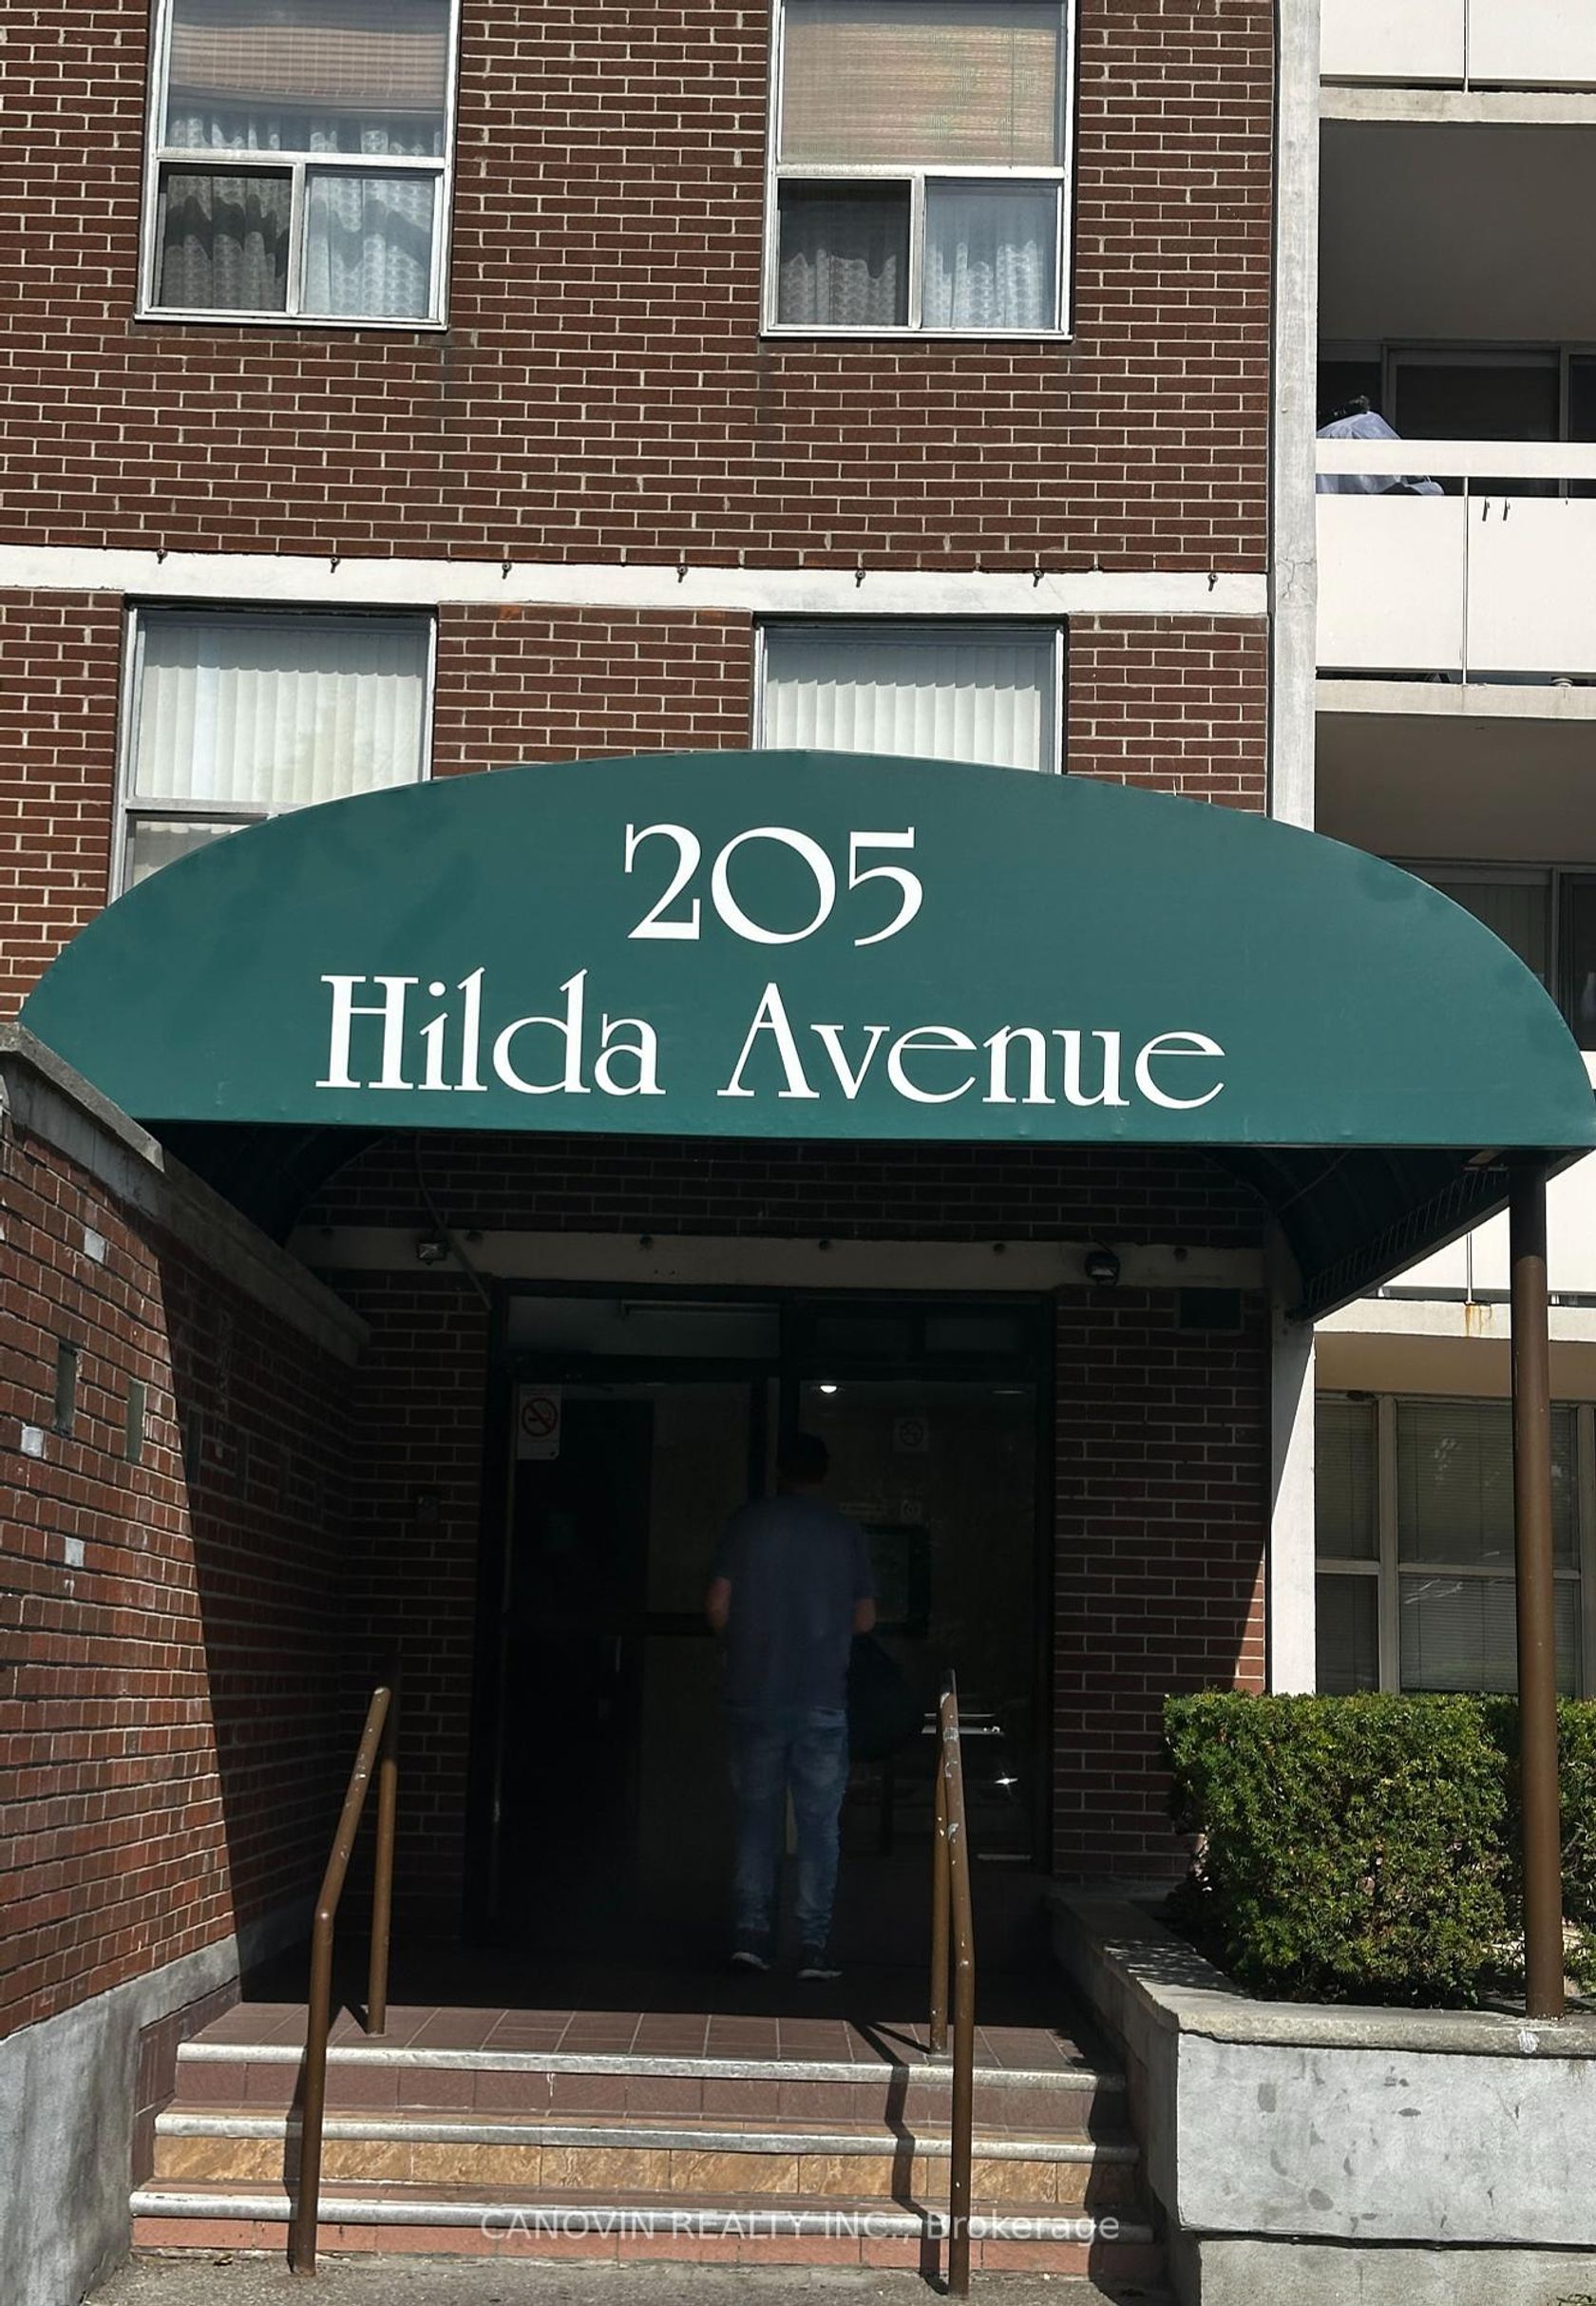 205
Hilda Avenue
CANOVIN REALTY INC., Brokerage